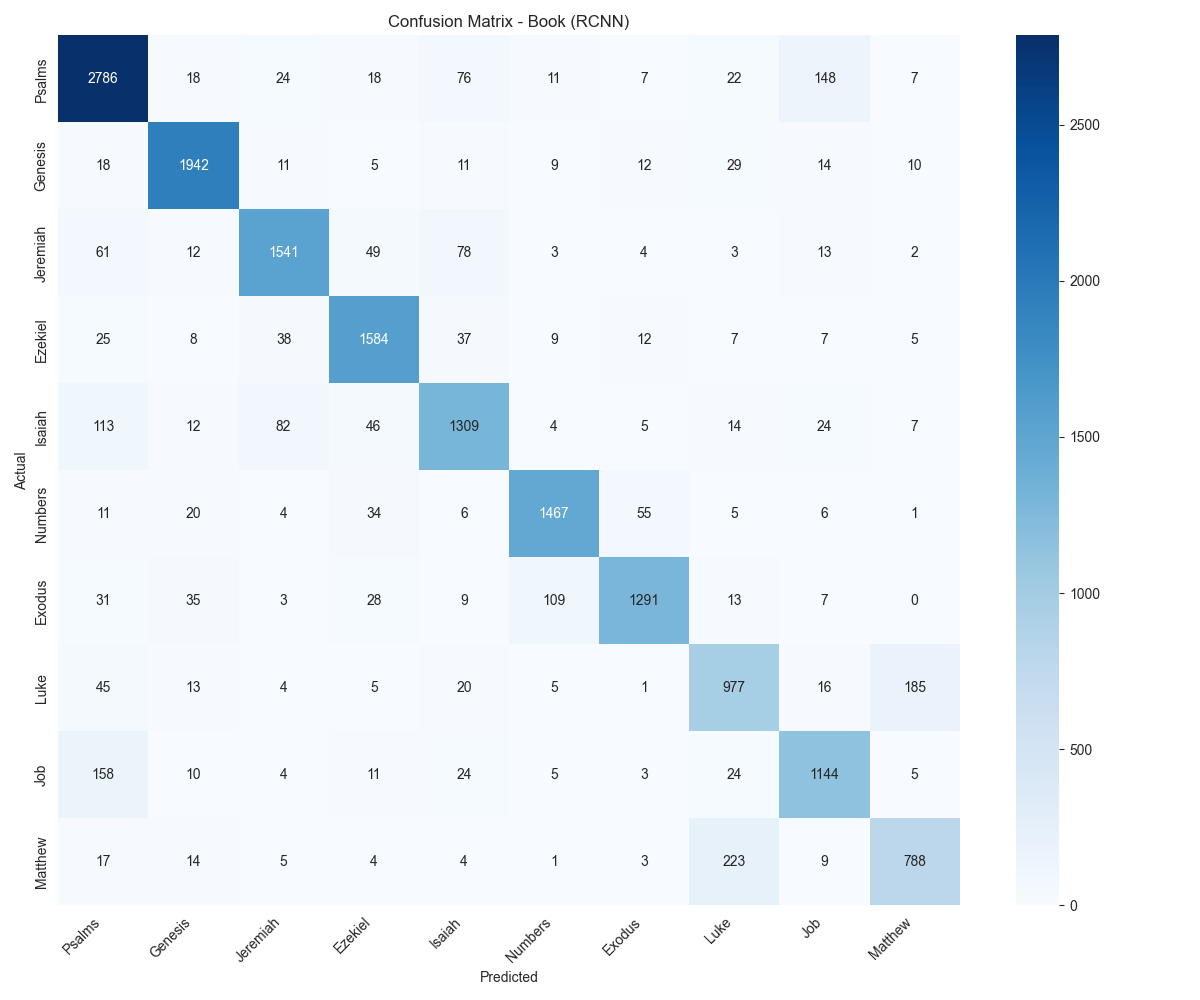 Confusion Matrix - Book (RCNN)
Psalms 2786 18 24 18 76 11 7 22 148 7
Genesis 18 1942 11 5 11 9 12 29 14 10
Jeremiah 61 12 1541 49 78 3 4 3 13 2
Ezekiel 25 8 38 1584 37 9 12 7 7 5
Isaiah 113 12 82 46 1309 4 5 14 24 7
Numbers 11 20 4 34 6 1467 55 5 6 1
Exodus 31 35 3 28 9 109 1291 13 7 0
Luke 45 13 4 5 20 5 1 977 16 185
Job 158 10 4 11 24 5 3 24 1144 5
Matthew 17 14 5 4 4 1 3 223 9 788
Actual
Psalms Genesis Jeremiah Ezekiel Isaiah Numbers Exodus Luke Job Matthew
Predicted
2500
2000
1500
1000
500
0